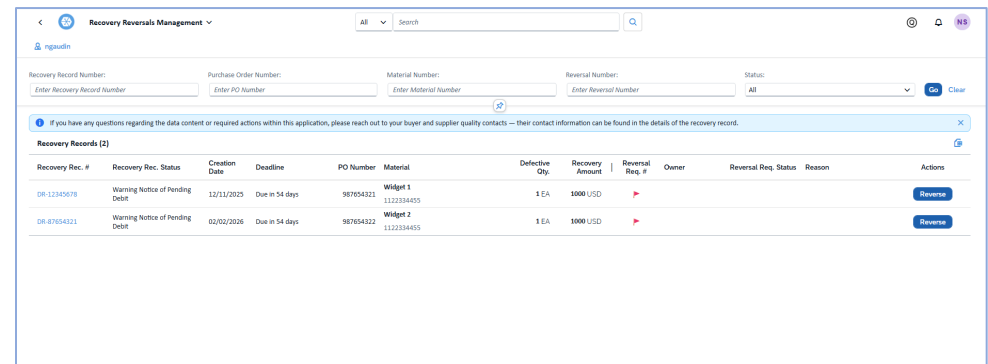 Recovery Reversals Management
All Search
NS
ngaudin
Recovery Record Number: Purchase Order Number: Material Number: Reversal Number: Status:
Enter Recovery Record Number Enter PO Number Enter Material Number Enter Reversal Number All Go Clear
If you have any questions regarding the data content or required actions within this application, please reach out to your buyer and supplier quality contacts — their contact information can be found in the details of the recovery record.
Recovery Records (2)
Recovery Rec. # Recovery Rec. Status Creation Date Deadline PO Number Material Defective Qty. Recovery Amount Reversal Req. # Owner Reversal Req. Status Reason Actions
DR-12345678 Warning Notice of Pending Debit 12/11/2025 Due in 54 days 987654321 Widget 1 1122334455 1 EA 1000 USD Reverse
DR-87654321 Warning Notice of Pending Debit 02/02/2026 Due in 54 days 987654322 Widget 2 1122334455 1 EA 1000 USD Reverse